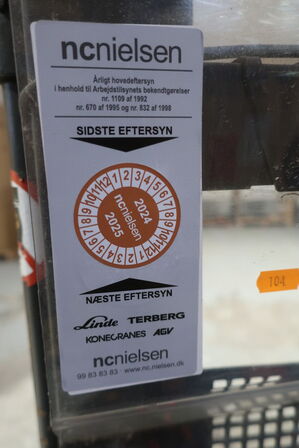 ncnielsen
Årligt hovedeftersyn
i henhold til Arbejdstilsynets bekendtgørelser
nr. 1109 af 1992
nr. 670 af 1995 og nr. 832 af 1998
SIDSTE EFTERSYN
1 2 3 4 5 6 7 8 9 10 11 12
2024
ncnielsen
2025
1 2 3 4 5 6 7 8 9 10 11 12
NÆSTE EFTERSYN
Linde TERBERG
KONECRANES AGV
ncnielsen
99 83 83 83 · www.nc.nielsen.dk
104